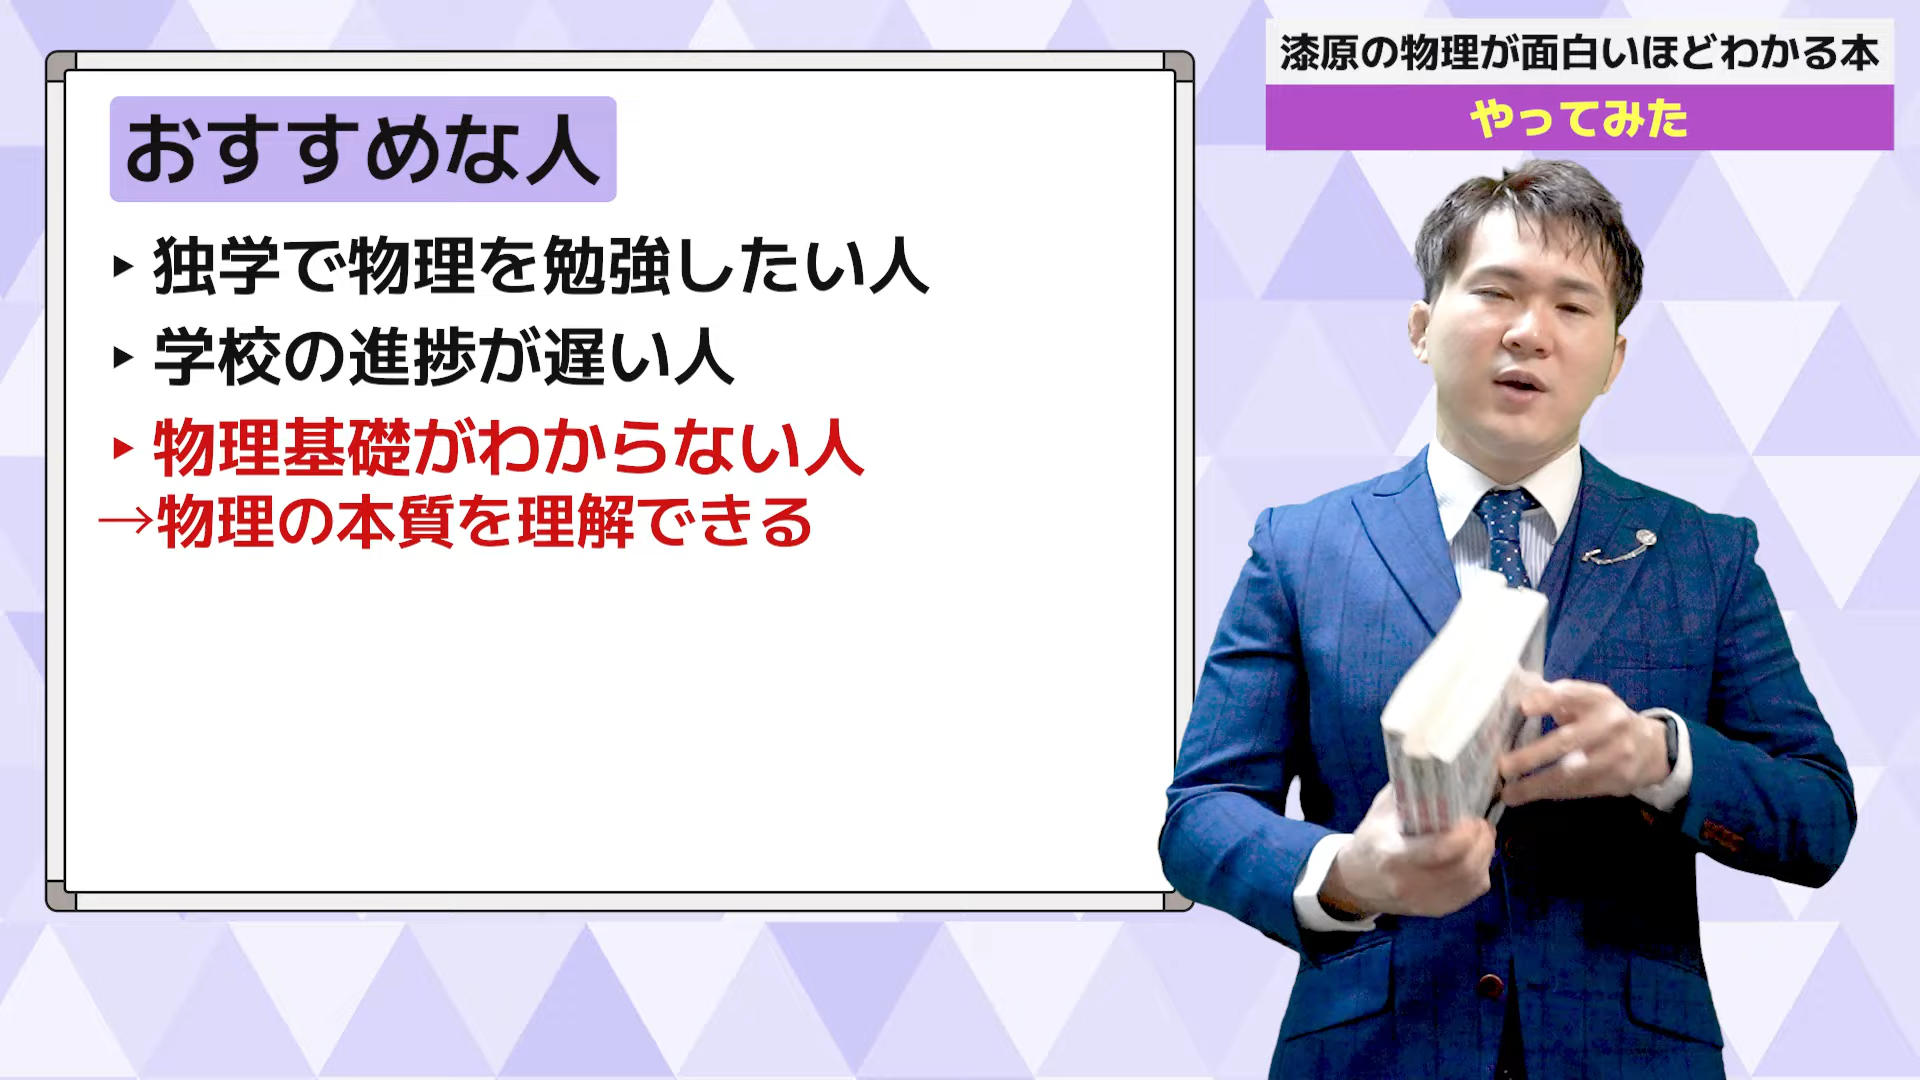 漆原の物理が面白いほどわかる本
やってみた
おすすめな人
▸ 独学で物理を勉強したい人
▸ 学校の進捗が遅い人
▸ 物理基礎がわからない人
→物理の本質を理解できる